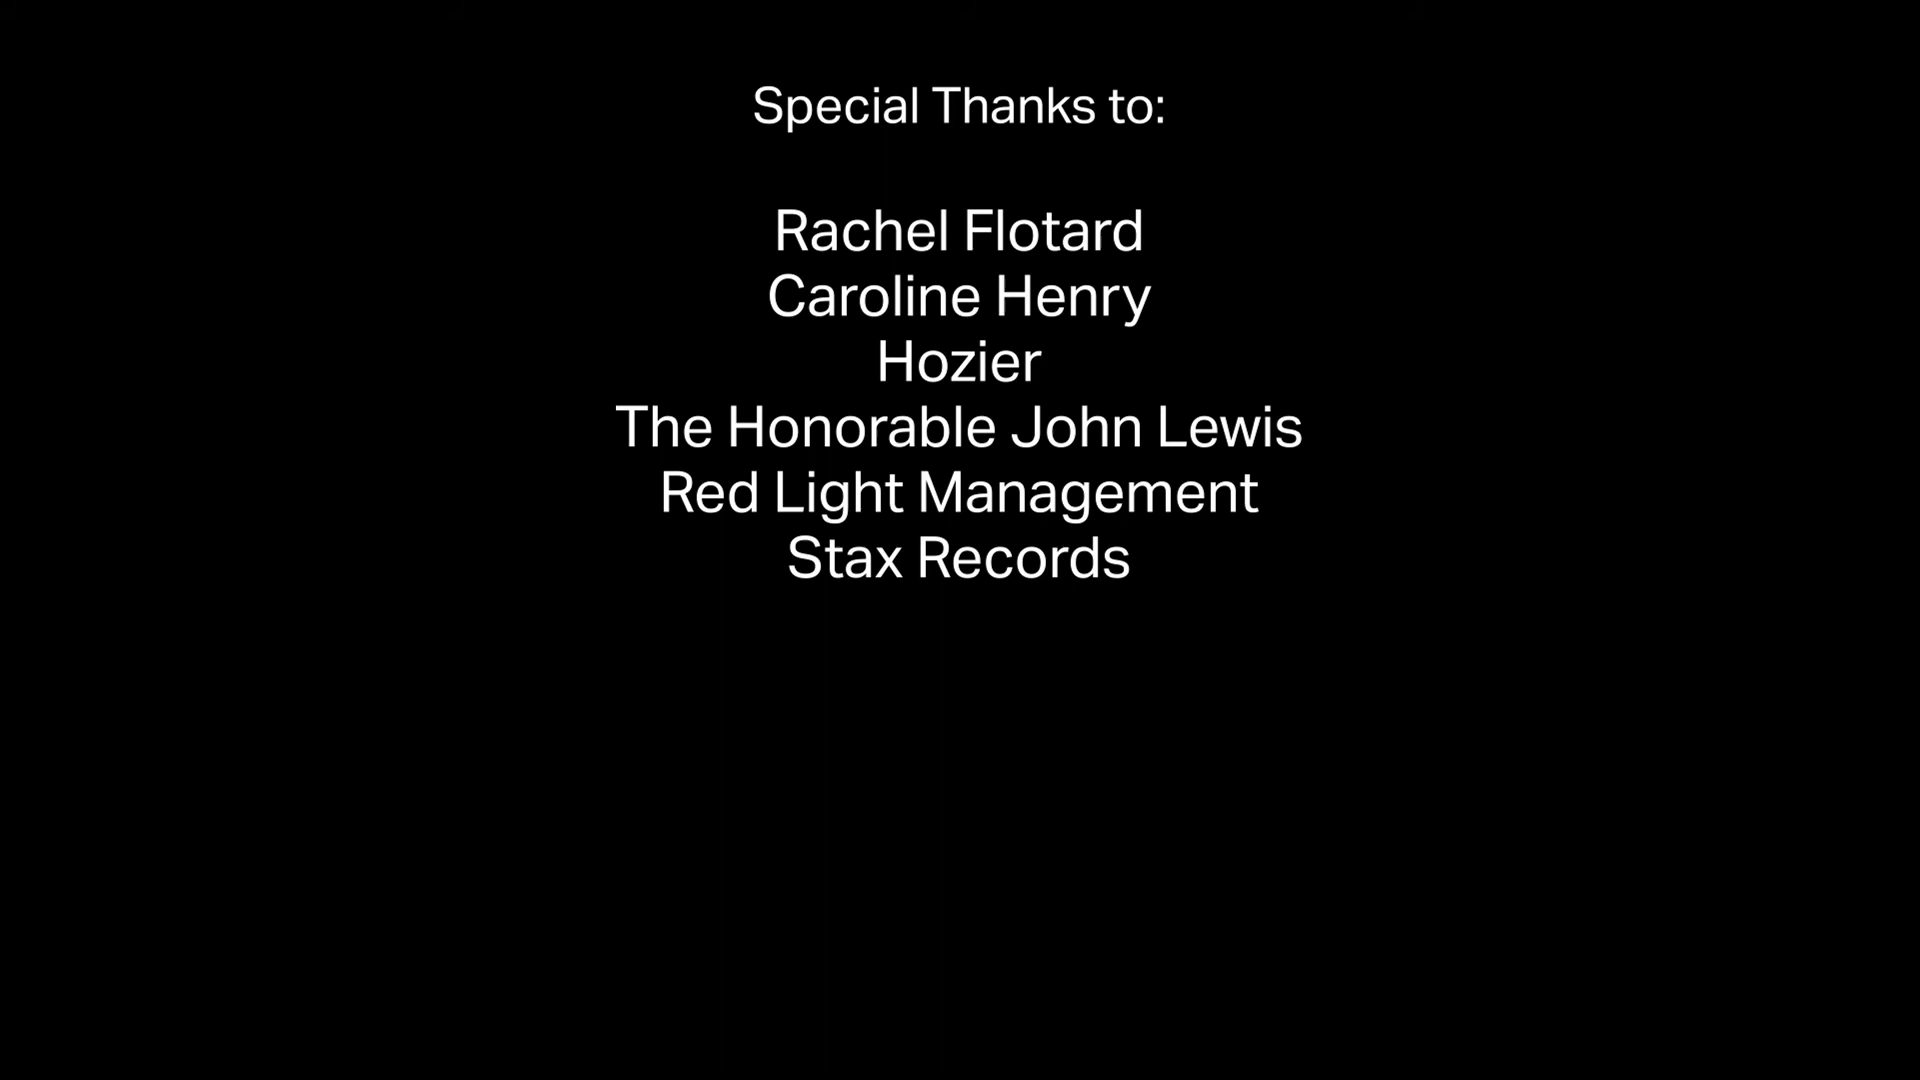 Special Thanks to:
Rachel Flotard
Caroline Henry
Hozier
The Honorable John Lewis
Red Light Management
Stax Records